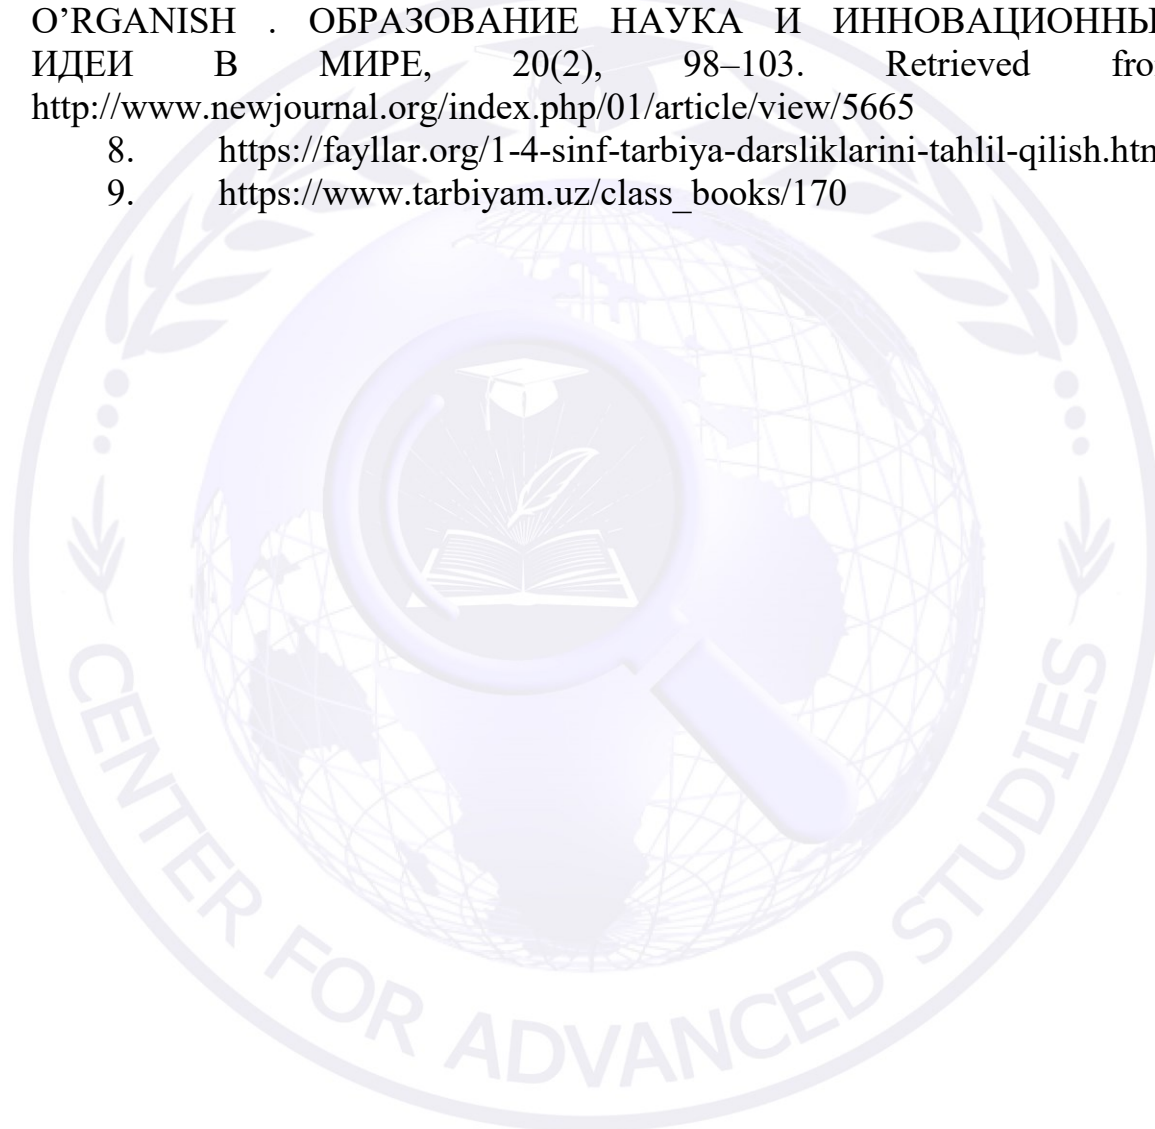 O’RGANISH . ОБРАЗОВАНИЕ НАУКА И ИННОВАЦИОННЫ
ИДЕИ В МИРЕ, 20(2), 98–103. Retrieved fro
http://www.newjournal.org/index.php/01/article/view/5665
8. https://fayllar.org/1-4-sinf-tarbiya-darsliklarini-tahlil-qilish.htm
9. https://www.tarbiyam.uz/class_books/170
CENTER FOR ADVANCED STUDIES